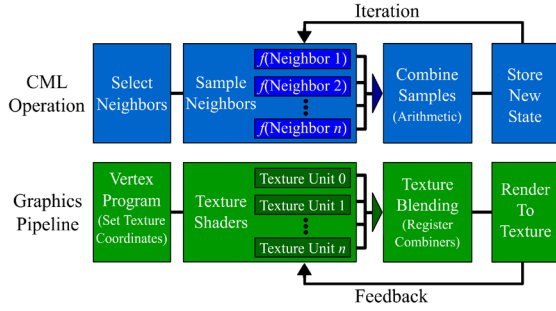 Iteration
CML
Operation
Select
Neighbors
Sample
Neighbors
f(Neighbor 1)
f(Neighbor 2)
f(Neighbor n)
Combine
Samples
(Arithmetic)
Store
New
State
Graphics
Pipeline
Vertex
Program
(Set Texture
Coordinates)
Texture
Shaders
Texture Unit 0
Texture Unit 1
Texture Unit n
Texture
Blending
(Register
Combiners)
Render
To
Texture
Feedback